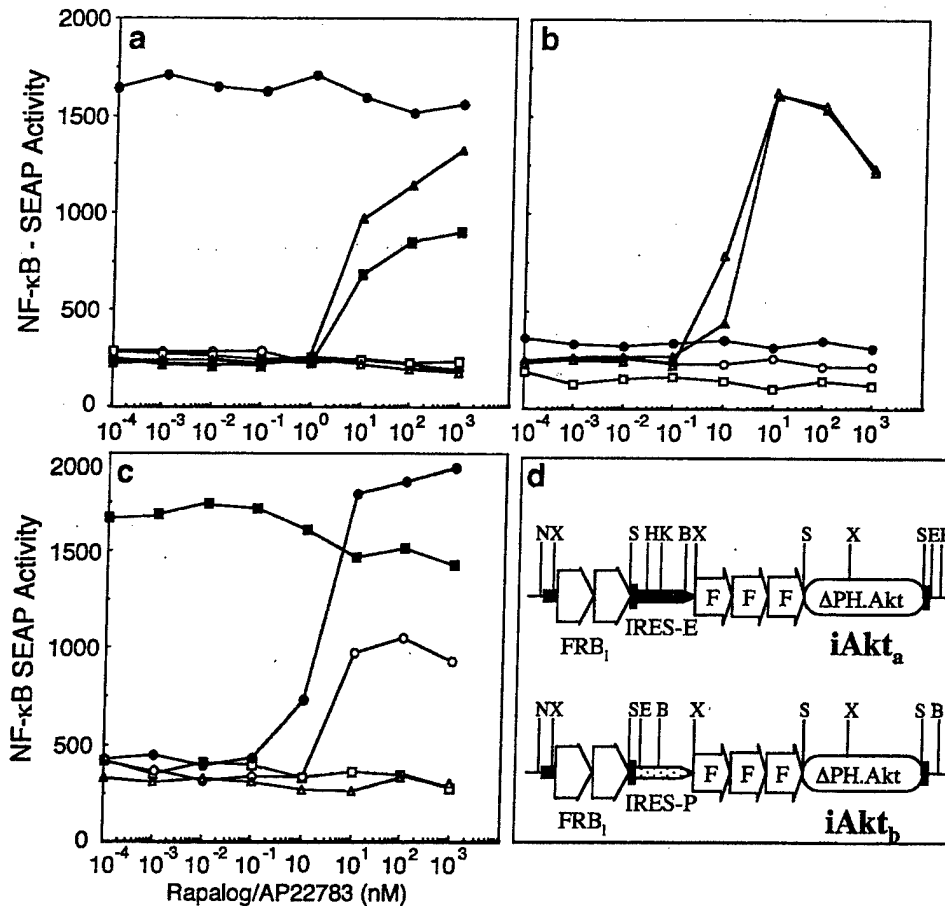 a
b
2000
1500
1000
500
0
NF-κB - SEAP Activity
10⁻⁴ 10⁻³ 10⁻² 10⁻¹ 10⁰ 10¹ 10² 10³
10⁻⁴ 10⁻³ 10⁻² 10⁻¹ 10 10¹ 10² 10³
c
d
2000
1500
1000
500
0
NF-κB SEAP Activity
10⁻⁴ 10⁻³ 10⁻² 10⁻¹ 10 10¹ 10² 10³
Rapalog/AP22783 (nM)
NX S HK BX S X SE
F F F ΔPH.Akt
FRB₁ IRES-E
iAktₐ
NX SE B X S X S B
F F F ΔPH.Akt
FRB₁ IRES-P
iAkt_b